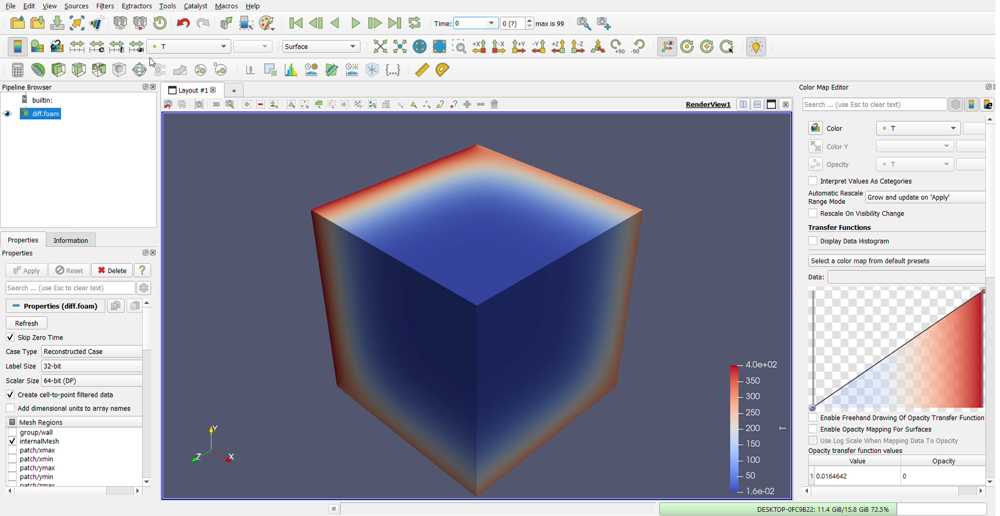 File Edit View Sources Filters Extractors Tools Catalyst Macros Help
Time: 0 0 (?) max is 99
T Surface +X -X +Y -Y +Z -Z +90 -90
Pipeline Browser
builtin:
diff.foam
Properties Information
Properties
Apply Reset Delete ?
Search ... (use Esc to clear text)
Properties (diff.foam)
Refresh
Skip Zero Time
Case Type Reconstructed Case
Label Size 32-bit
Scalar Size 64-bit (DP)
Create cell-to-point filtered data
Add dimensional units to array names
Mesh Regions
group/wall
internalMesh
patch/xmax
patch/xmin
patch/ymax
patch/ymin
patch/zmax
Layout #1 +
3D RenderView1
Y
Z X
4.0e+02
350
300
250
200 T
150
100
50
1.6e-02
Color Map Editor
Search ... (use Esc to clear text)
Color T
Color Y
Opacity T
Interpret Values As Categories
Automatic Rescale
Range Mode Grow and update on 'Apply'
Rescale On Visibility Change
Transfer Functions
Display Data Histogram
Select a color map from default presets
Data:
Enable Freehand Drawing Of Opacity Transfer Function
Enable Opacity Mapping For Surfaces
Use Log Scale When Mapping Data To Opacity
Opacity transfer function values
Value Opacity
1 0.0164642 0
DESKTOP-0FC9B22: 11.4 GiB/15.8 GiB 72.5%